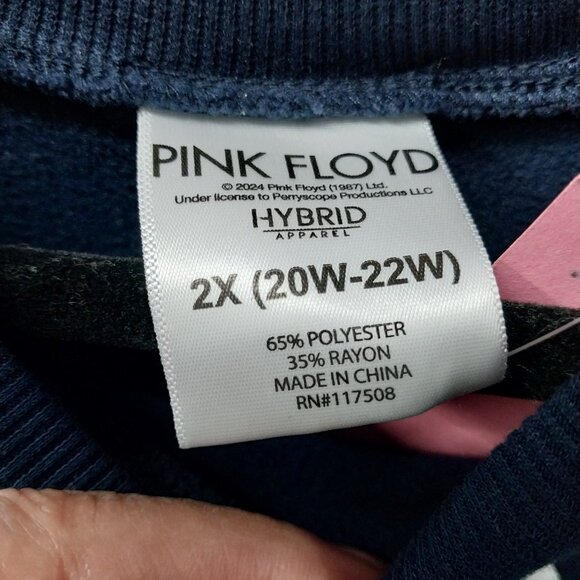 PINK FLOYD
© 2024 Pink Floyd (1987) Ltd.
Under license to Perryscope Productions LLC
HYBRID
APPAREL
2X (20W-22W)
65% POLYESTER
35% RAYON
MADE IN CHINA
RN#117508